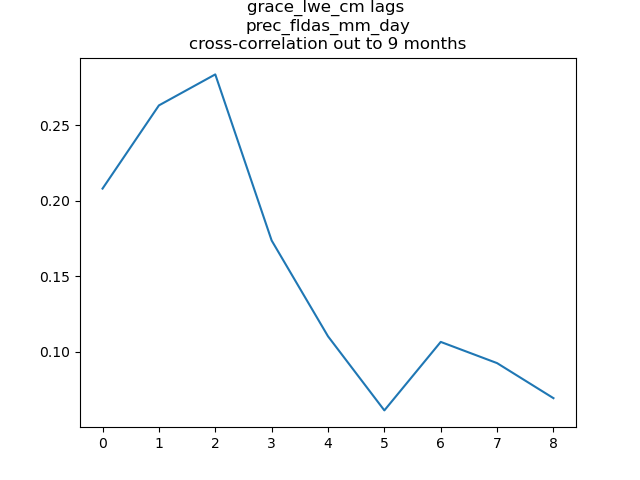 grace_lwe_cm lags
prec_fldas_mm_day
cross-correlation out to 9 months
0.25
0.20
0.15
0.10
0 1 2 3 4 5 6 7 8